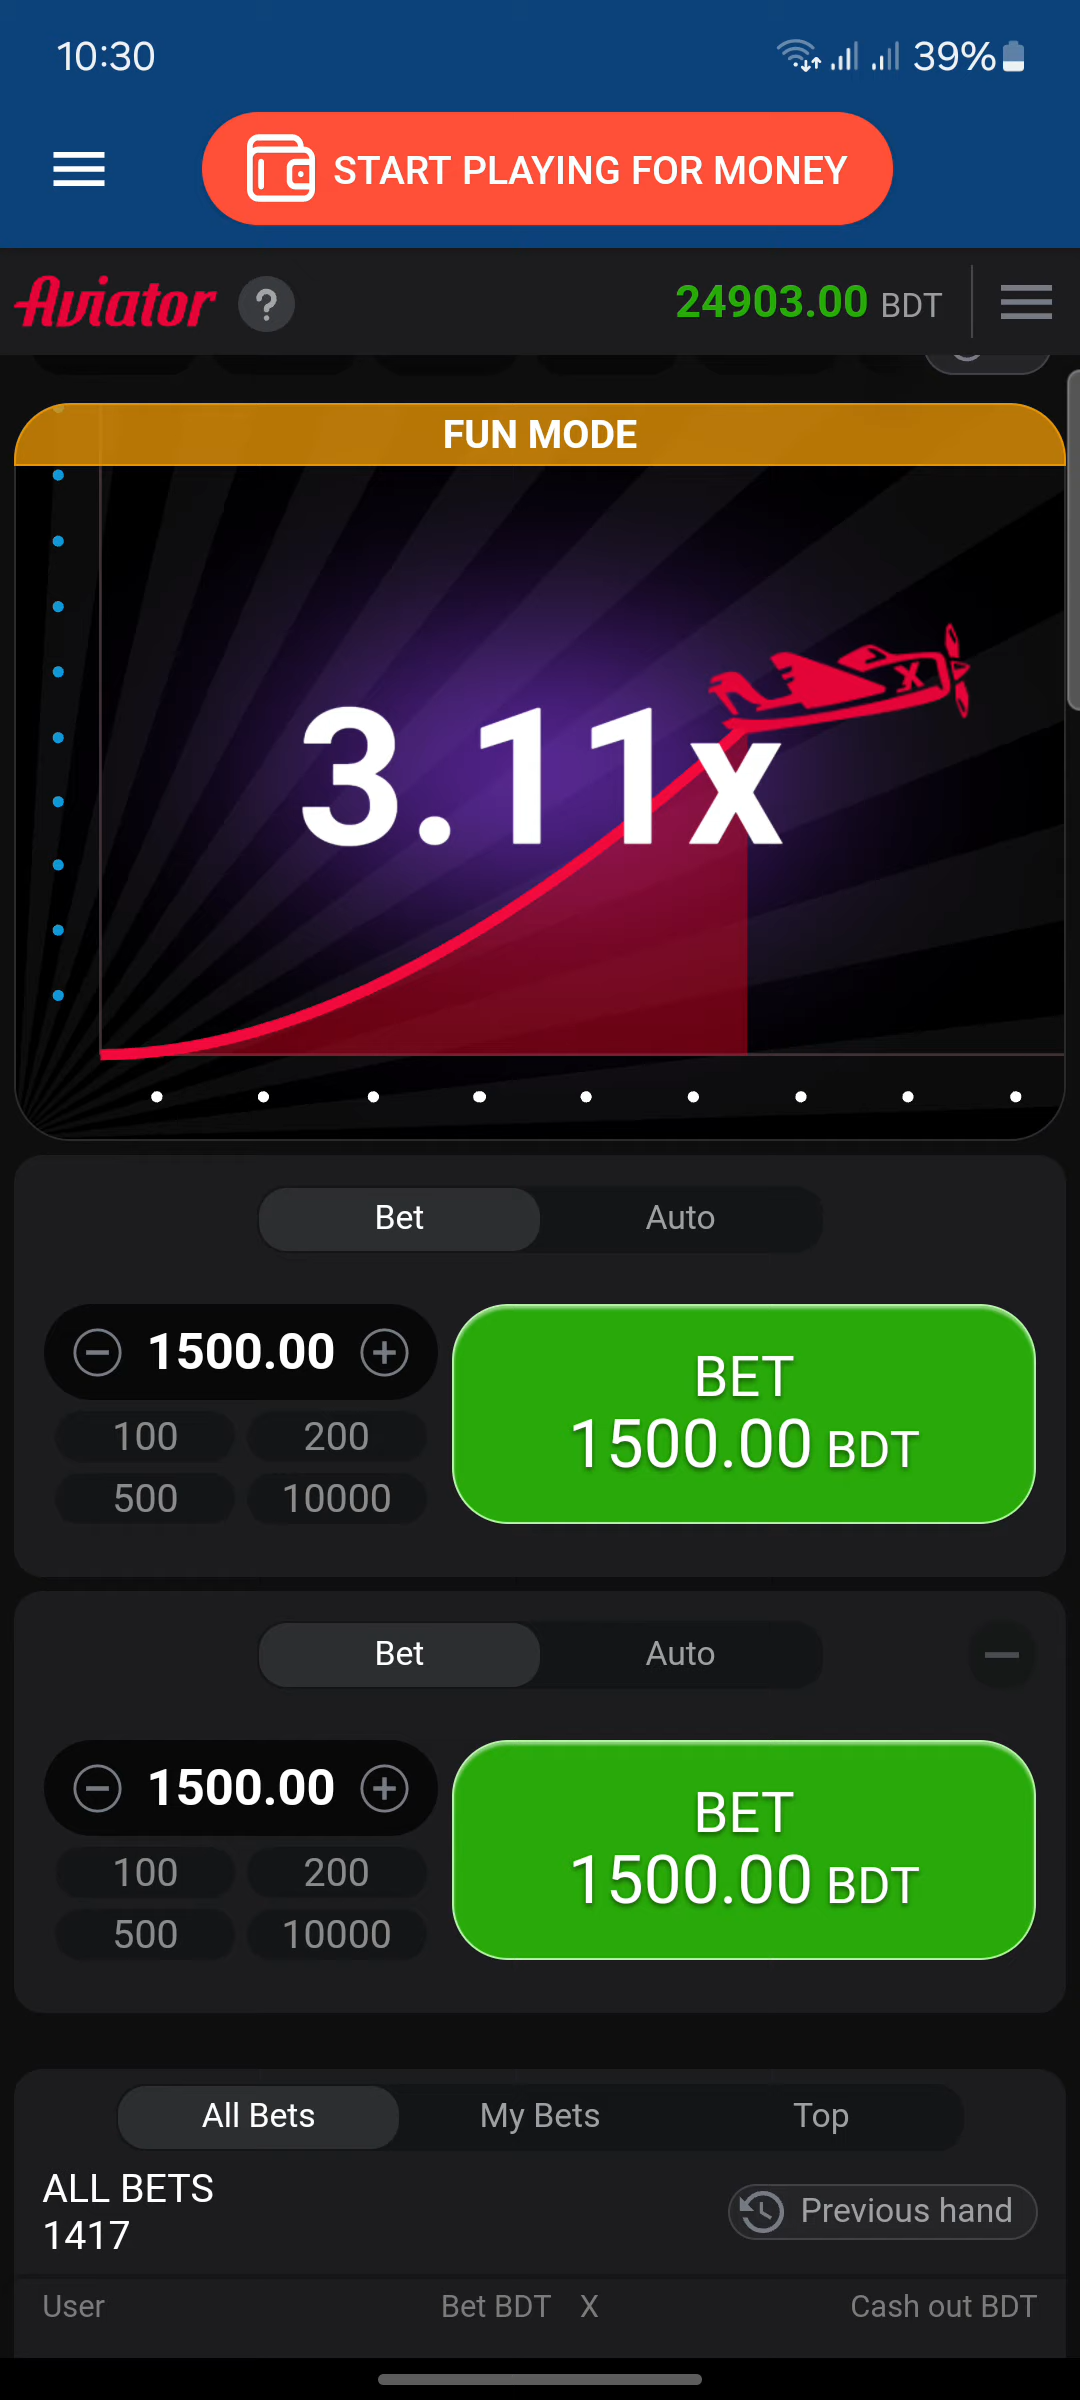 10:30
39%
START PLAYING FOR MONEY
Aviator ?
24903.00 BDT
FUN MODE
3.11x
X
Bet Auto
1500.00
100 200
500 10000
BET
1500.00 BDT
Bet Auto
1500.00
100 200
500 10000
BET
1500.00 BDT
All Bets My Bets Top
ALL BETS
1417
Previous hand
User Bet BDT X Cash out BDT